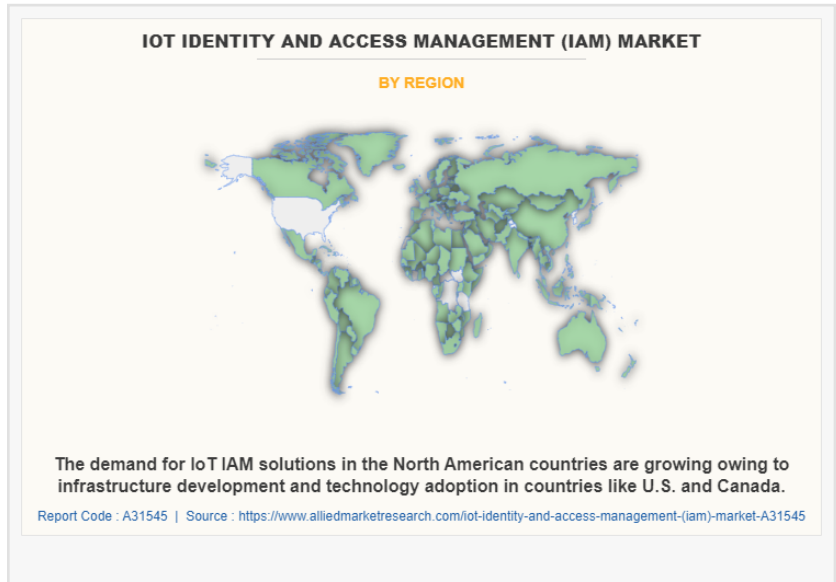 IOT IDENTITY AND ACCESS MANAGEMENT (IAM) MARKET
BY REGION
The demand for IoT IAM solutions in the North American countries are growing owing to
infrastructure development and technology adoption in countries like U.S. and Canada.
Report Code : A31545 | Source : https://www.alliedmarketresearch.com/iot-identity-and-access-management-(iam)-market-A31545